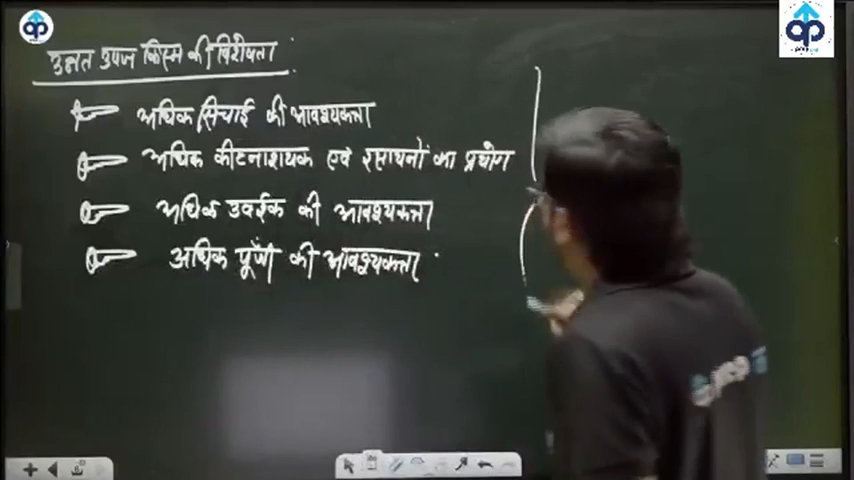 उन्नत उपज किस्म की विशेषता
अधिक सिंचाई की आवश्यकता
अधिक कीटनाशक एवं रसायनों का प्रयोग
अधिक उर्वरक की आवश्यकता
अधिक पूँजी की आवश्यकता